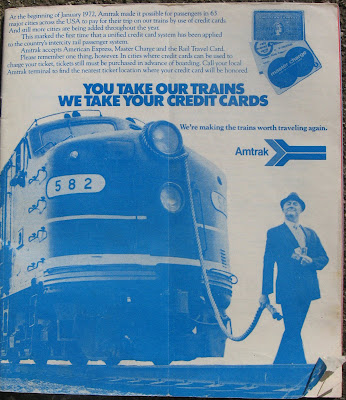 At the beginning of January 1972, Amtrak made it possible for passengers in 65
major cities across the USA to pay for their trip on our trains by use of credit cards.
And still more cities are being added throughout the year.
This marked the first time that a unified credit card system has been applied
to the country's intercity rail passenger system.
Amtrak accepts American Express, Master Charge and the Rail Travel Card.
Please remember one thing, however. In cities where credit cards can be used to
charge your ticket, tickets still must be purchased in advance of boarding. Call your local
Amtrak terminal to find the nearest ticket location where your credit card will be honored.
master charge
YOU TAKE OUR TRAINS
WE TAKE YOUR CREDIT CARDS
We're making the trains worth traveling again.
Amtrak
582